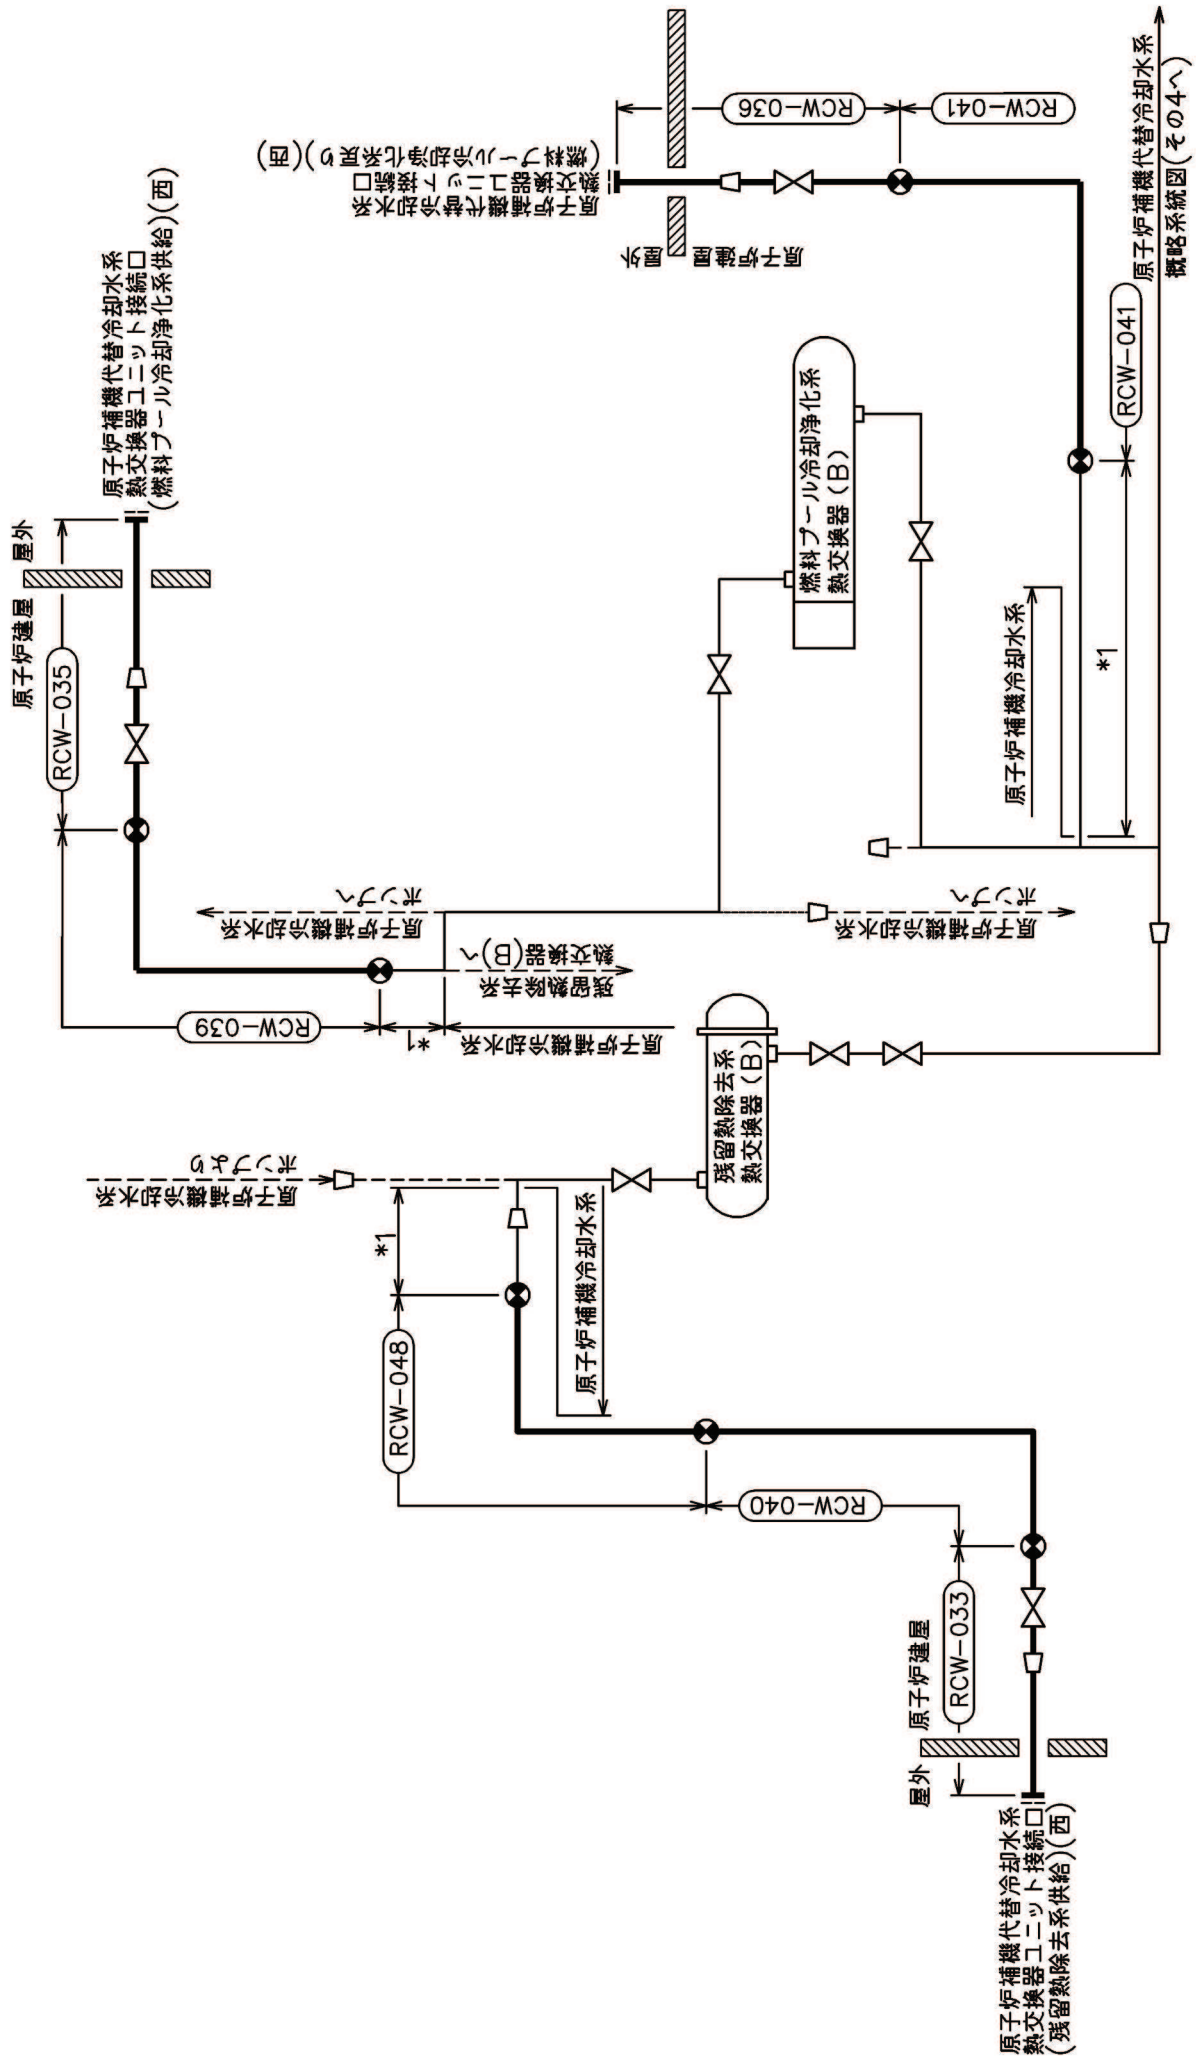 原子炉補機代替冷却水系
熱交換器ユニット接続口
(残留熱除去系供給)(西)
屋外
原子炉建屋
RCW-033
RCW-040
RCW-048
*1
原子炉補機冷却水系
原子炉補機冷却水系
ポンプより
残留熱除去系
熱交換器(B)
RCW-039
*1
原子炉補機冷却水系
残留熱除去系
熱交換器(B)へ
原子炉補機冷却水系
ポンプへ
原子炉補機冷却水系
ポンプへ
RCW-035
原子炉建屋
屋外
原子炉補機代替冷却水系
熱交換器ユニット接続口
(燃料プール冷却浄化系供給)(西)
燃料プール冷却浄化系
熱交換器(B)
原子炉補機冷却水系
*1
RCW-041
原子炉補機代替冷却水系
熱交換器ユニット接続口
(燃料プール冷却浄化系戻り)(西)
屋外
原子炉建屋
RCW-036
RCW-041
原子炉補機代替冷却水系
概略系統図(その4へ)